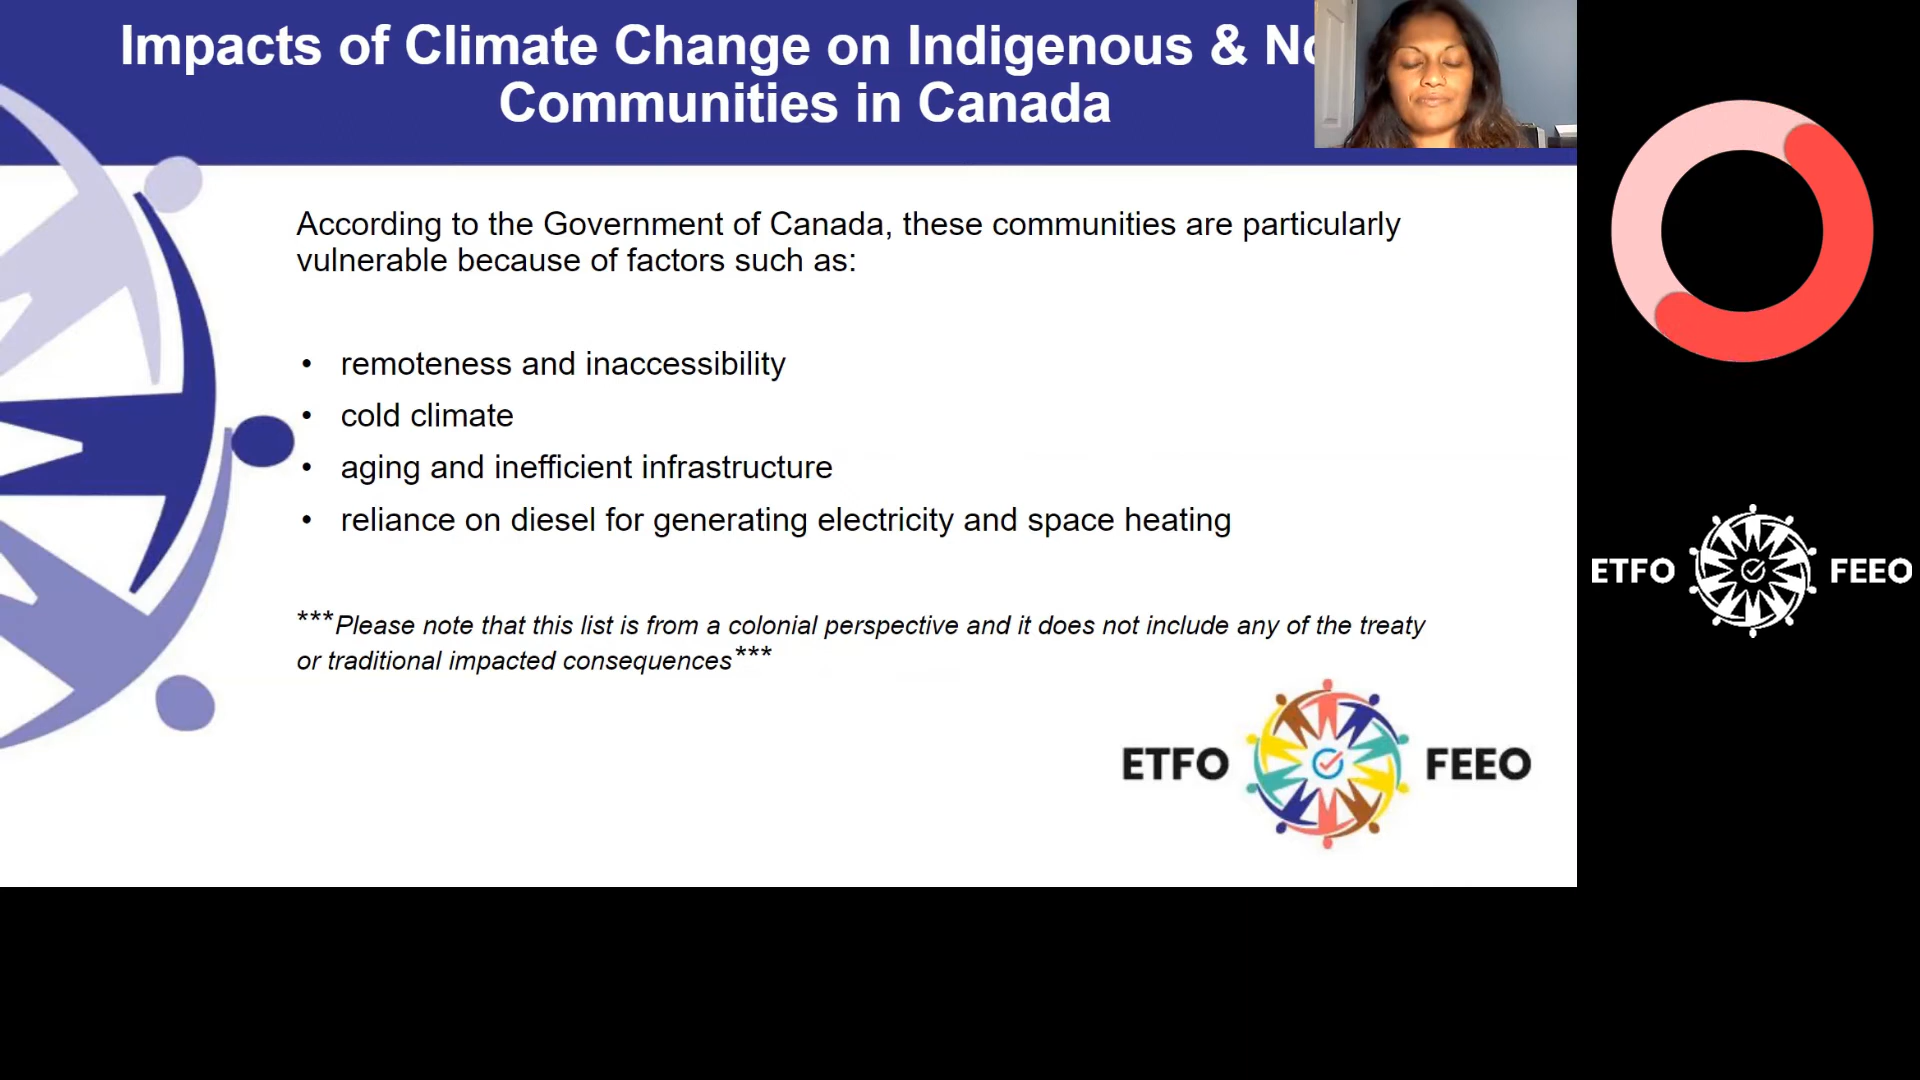 Impacts of Climate Change on Indigenous &
Communities in Canada
According to the Government of Canada, these communities are particularly
vulnerable because of factors such as:
• remoteness and inaccessibility
• cold climate
• aging and inefficient infrastructure
• reliance on diesel for generating electricity and space heating
***Please note that this list is from a colonial perspective and it does not include any of the treaty
or traditional impacted consequences***
ETFO FEEO
ETFO FEEO